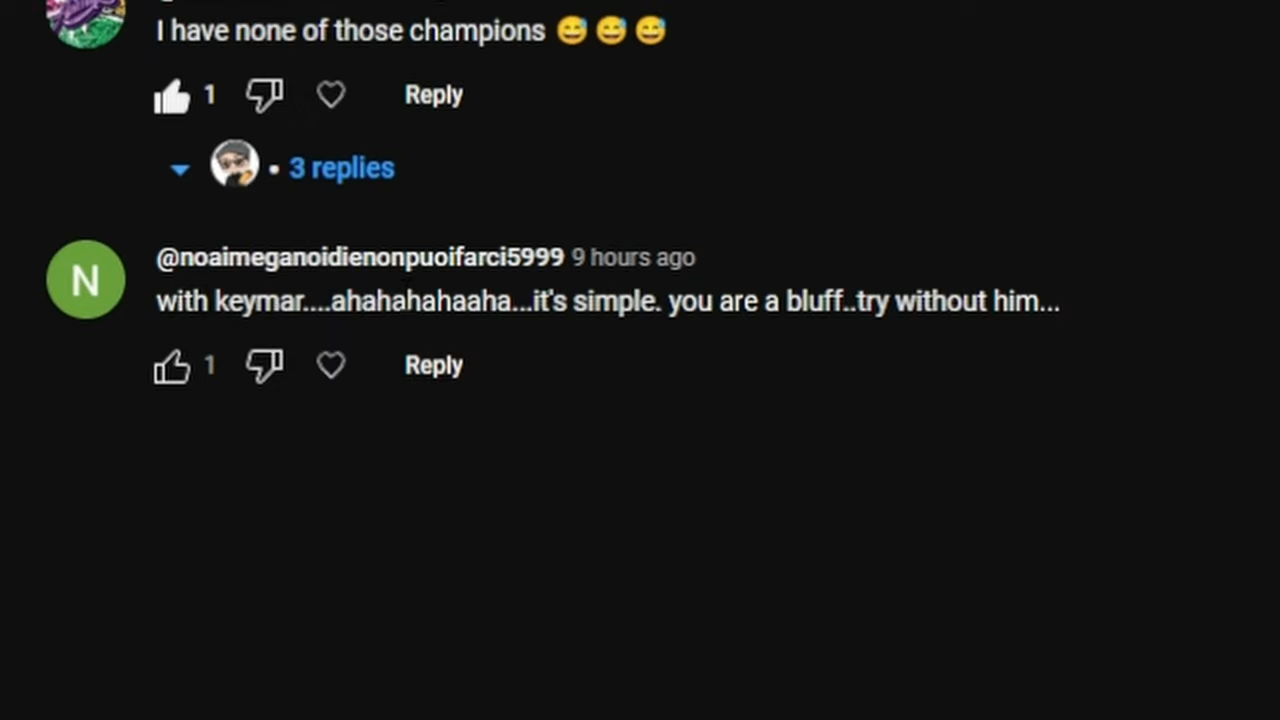 I have none of those champions 😅 😅 😅
1 Reply
• 3 replies
N
@noaimeganoidienonpuoifarci5999 9 hours ago
with keymar....ahahahahaaha...it's simple. you are a bluff..try without him...
1 Reply